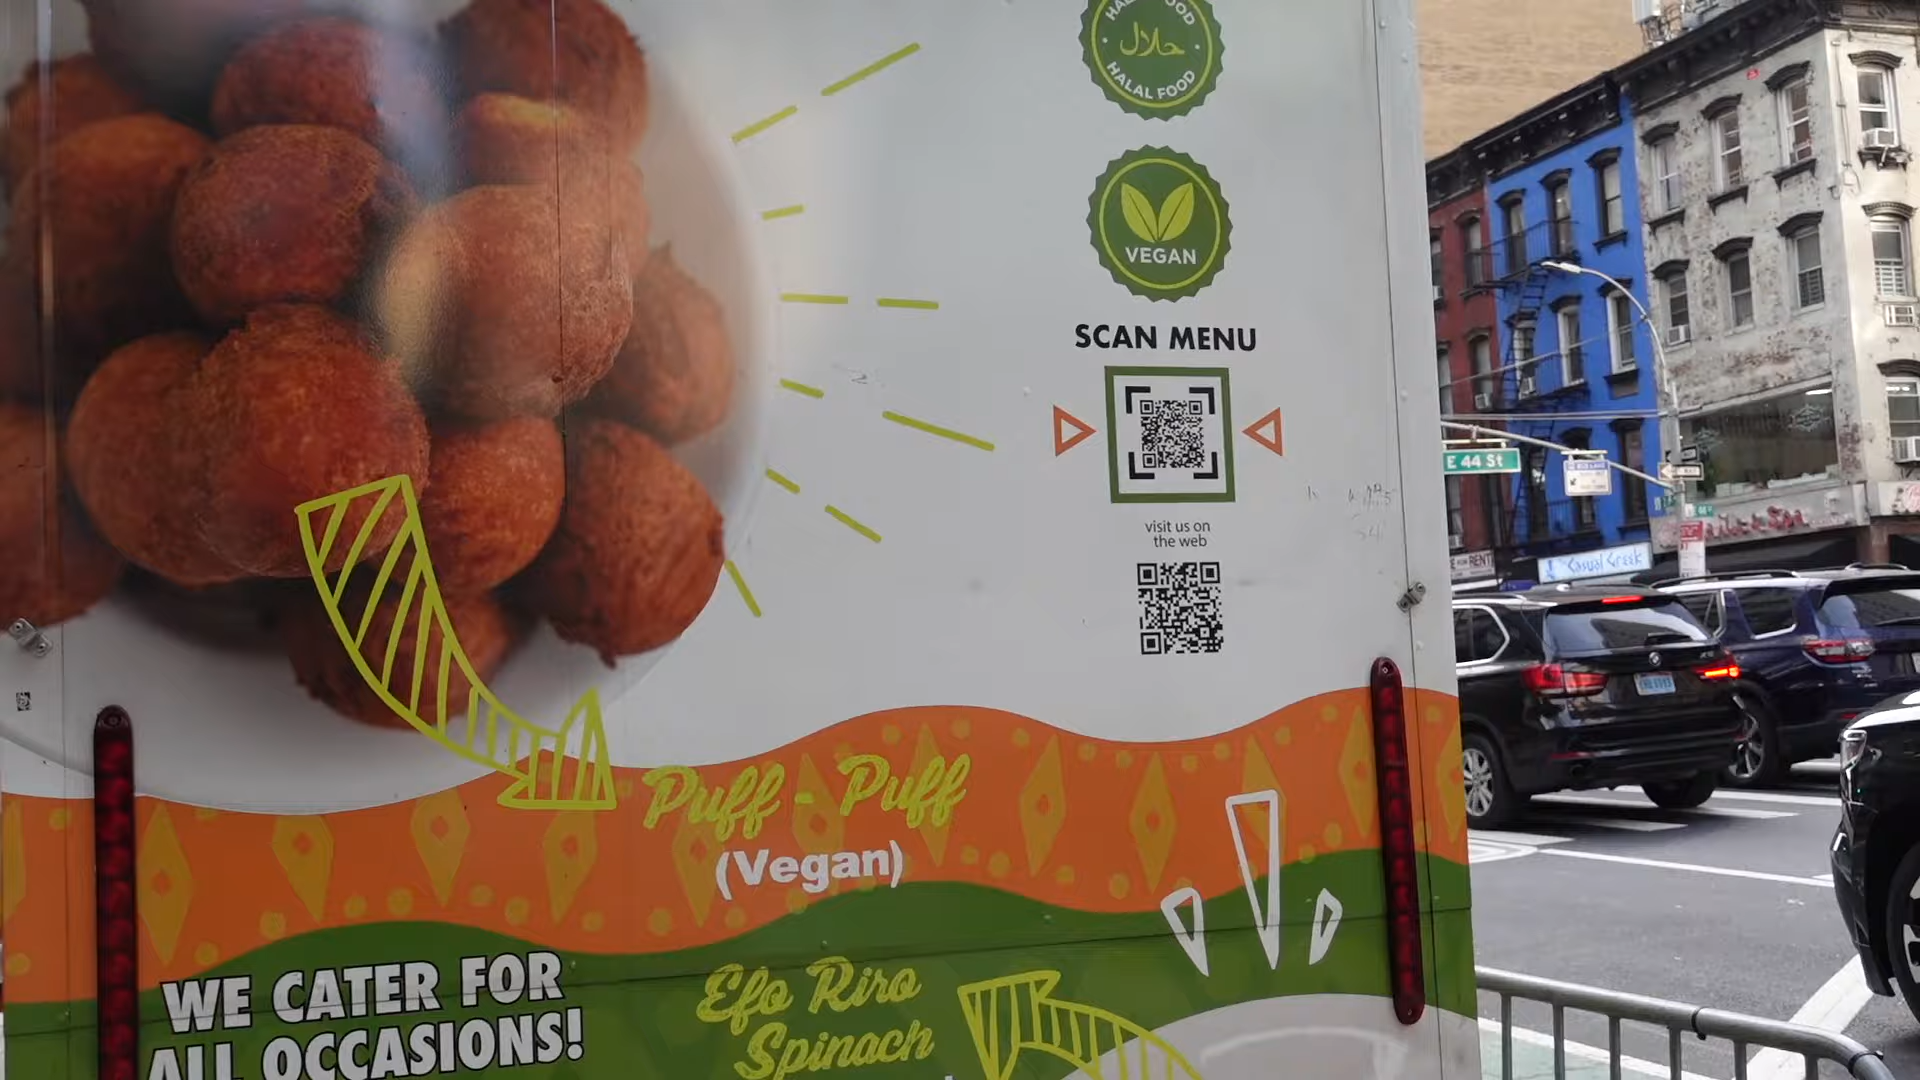 HALAL FOOD
حلال
HALAL FOOD
VEGAN
SCAN MENU
visit us on
the web
Puff - Puff
(Vegan)
WE CATER FOR
ALL OCCASIONS!
Efo Riro
Spinach
E 44 St
Casual Greek
RENT